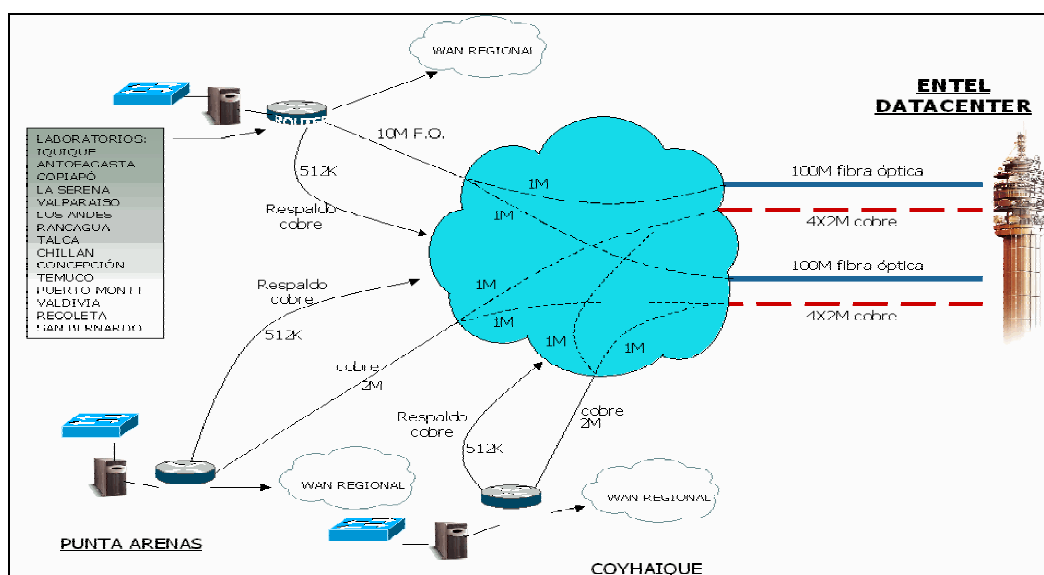 WAN REGIONAL
ENTEL
DATACENTER
ROUTER
LABORATORIOS:
IQUIQUE
ANTOFAGASTA
COPIAPÓ
LA SERENA
VALPARAISO
LOS ANDES
RANCAGUA
TALCA
CHILLAN
CONCEPCIÓN
TEMUCO
PUERTO MONTT
VALDIVIA
RECOLETA
SAN BERNARDO
10M F.O.
512K
Respaldo
cobre
1M
1M
100M fibra óptica
4X2M cobre
100M fibra óptica
4X2M cobre
Respaldo
cobre
512K
1M
1M
1M
1M
cobre
2M
Respaldo
cobre
512K
cobre
2M
WAN REGIONAL
WAN REGIONAL
PUNTA ARENAS
COYHAIQUE